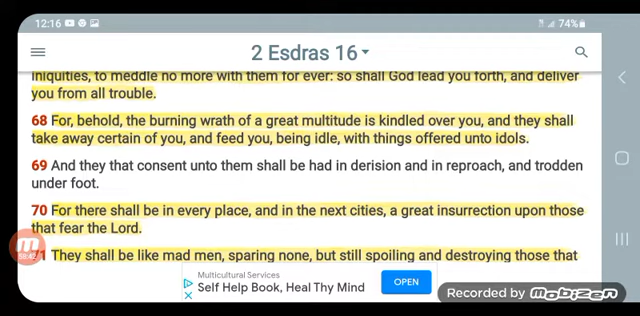 12:16
74%
2 Esdras 16
iniquities, to meddle no more with them for ever: so shall God lead you forth, and deliver
you from all trouble.
68 For, behold, the burning wrath of a great multitude is kindled over you, and they shall
take away certain of you, and feed you, being idle, with things offered unto idols.
69 And they that consent unto them shall be had in derision and in reproach, and trodden
under foot.
70 For there shall be in every place, and in the next cities, a great insurrection upon those
that fear the Lord.
71 They shall be like mad men, sparing none, but still spoiling and destroying those that
59:42
Multicultural Services
Self Help Book, Heal Thy Mind
OPEN
Recorded by Mobizen